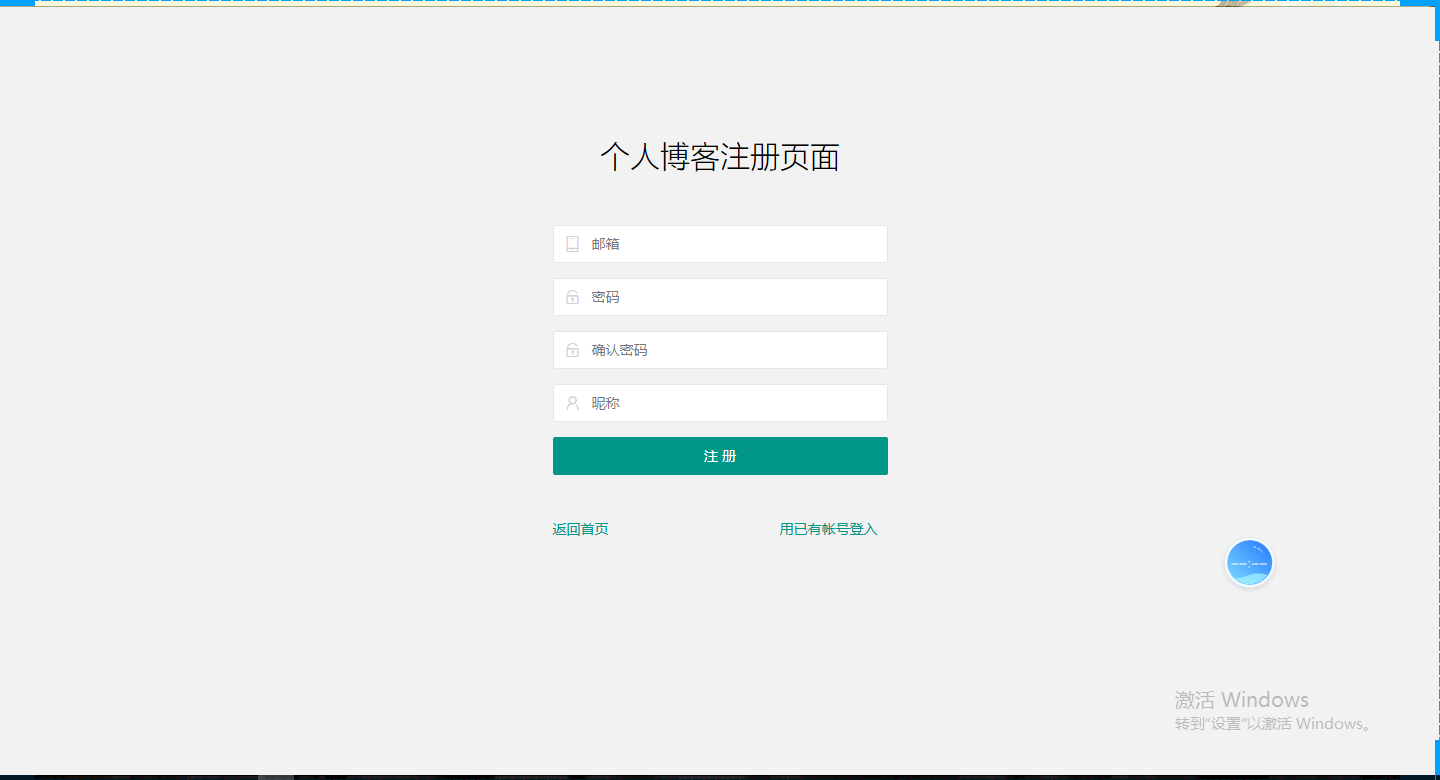 个人博客注册页面
邮箱
密码
确认密码
昵称
注 册
返回首页 用已有帐号登入
--:--
激活 Windows
转到“设置”以激活 Windows。